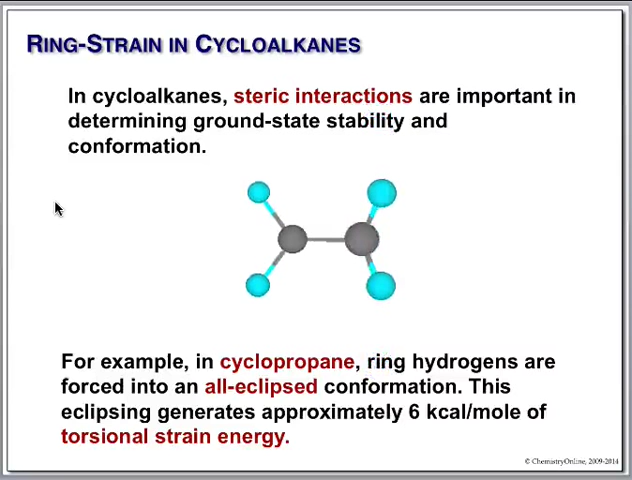 RING-STRAIN IN CYCLOALKANES
In cycloalkanes, steric interactions are important in
determining ground-state stability and
conformation.
For example, in cyclopropane, ring hydrogens are
forced into an all-eclipsed conformation. This
eclipsing generates approximately 6 kcal/mole of
torsional strain energy.
© ChemistryOnline, 2009-2014